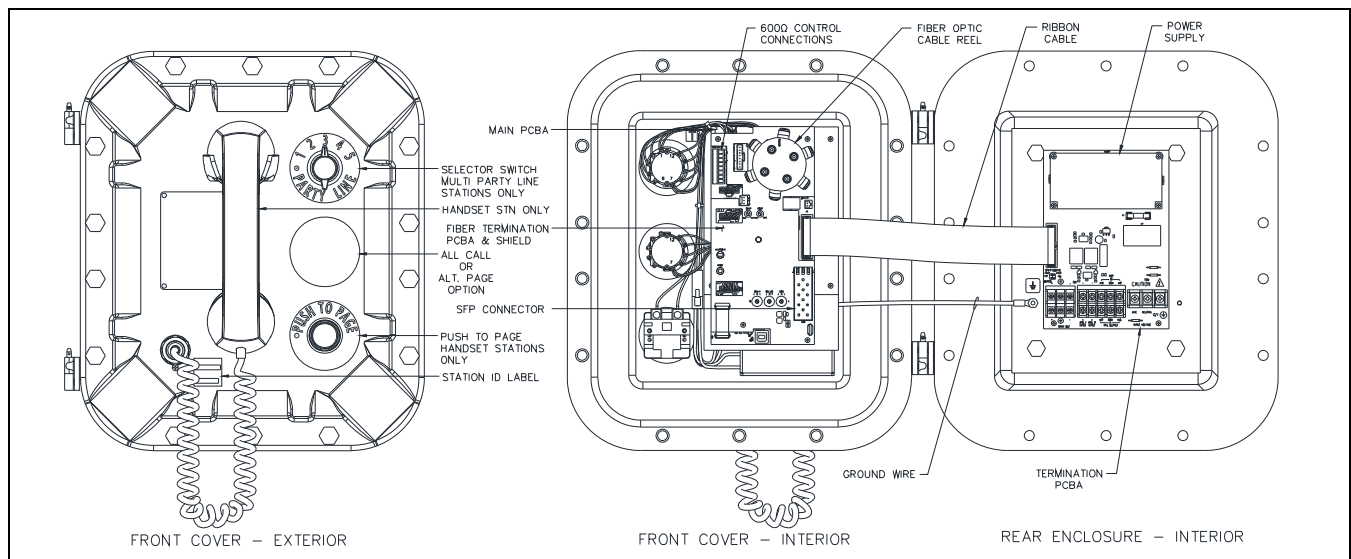 600Ω CONTROL
CONNECTIONS
FIBER OPTIC
CABLE REEL
RIBBON
CABLE
POWER
SUPPLY
MAIN PCBA
1 2 3 4 5
PARTY LINE
SELECTOR SWITCH
MULTI PARTY LINE
STATIONS ONLY
HANDSET STN ONLY
FIBER TERMINATION
PCBA & SHIELD
ALL CALL
OR
ALT. PAGE
OPTION
SFP CONNECTOR
PUSH TO PAGE
PUSH TO PAGE
HANDSET STATIONS
ONLY
STATION ID LABEL
CAUTION
GROUND WIRE
TERMINATION
PCBA
FRONT COVER – EXTERIOR
FRONT COVER – INTERIOR
REAR ENCLOSURE – INTERIOR